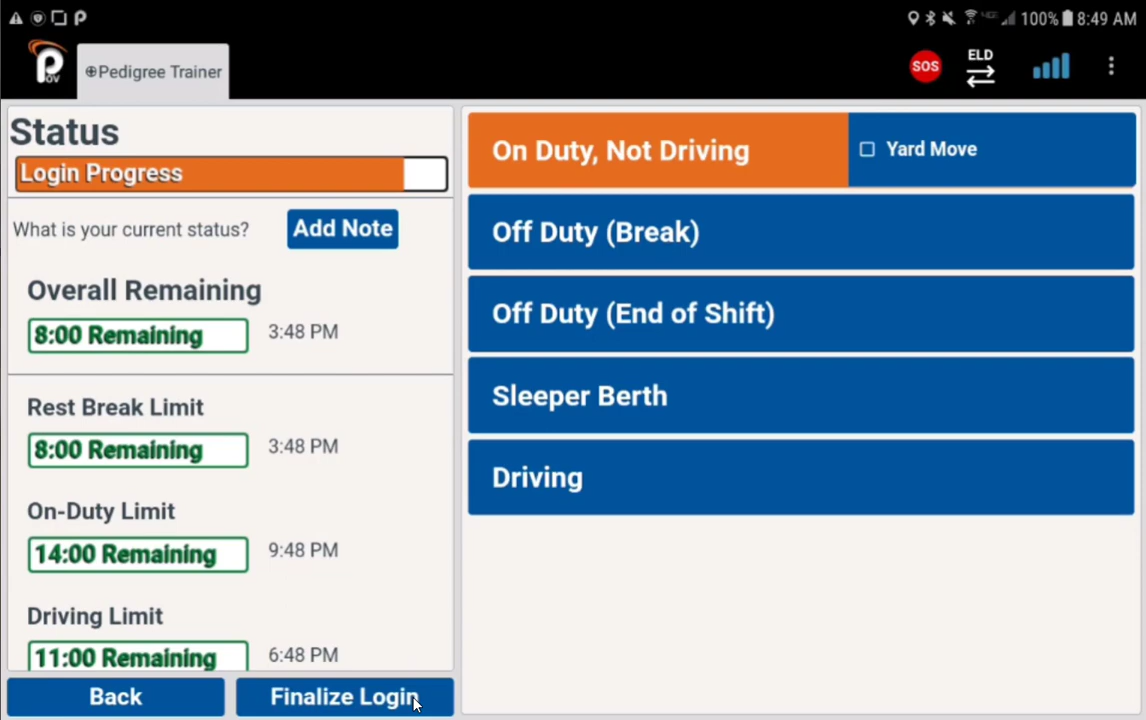 100% 8:49 AM
POV
Pedigree Trainer
SOS
ELD
Status
Login Progress
What is your current status?
Add Note
Overall Remaining
8:00 Remaining 3:48 PM
Rest Break Limit
8:00 Remaining 3:48 PM
On-Duty Limit
14:00 Remaining 9:48 PM
Driving Limit
11:00 Remaining 6:48 PM
Back
Finalize Login
On Duty, Not Driving
Yard Move
Off Duty (Break)
Off Duty (End of Shift)
Sleeper Berth
Driving